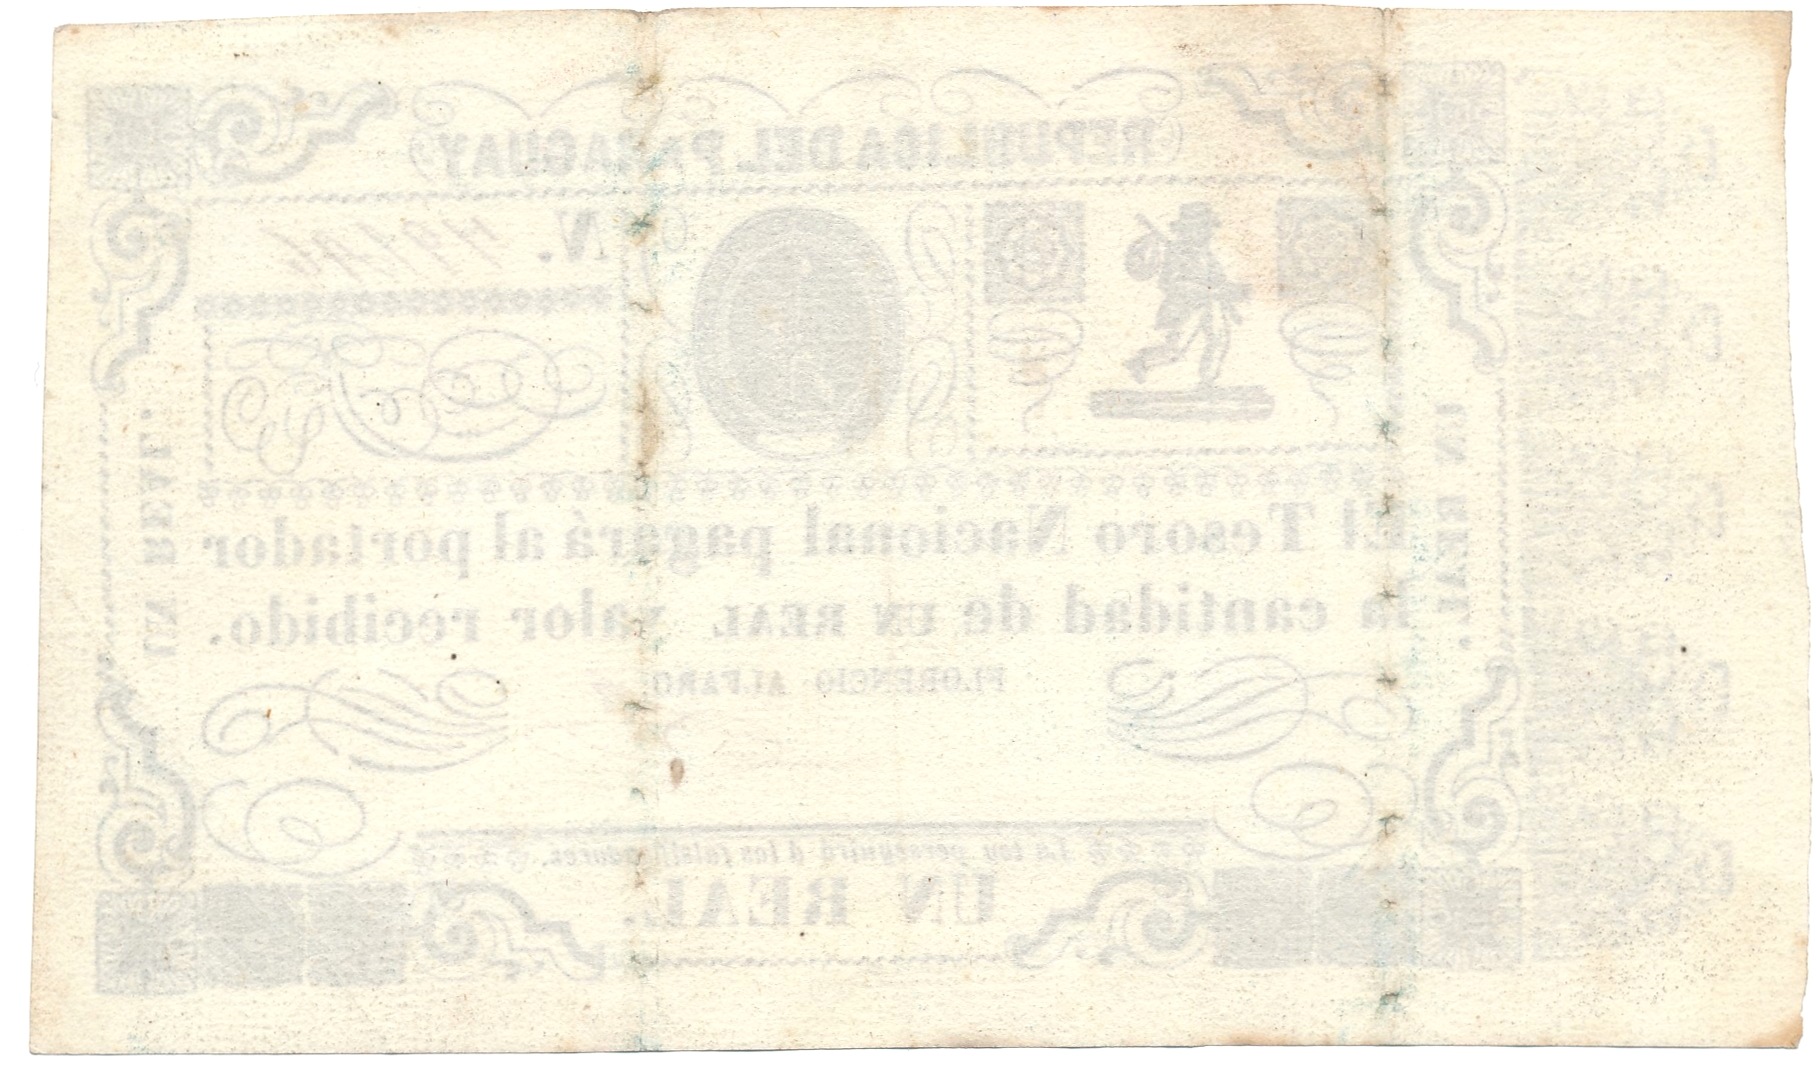 REPUBLICA DEL PARAGUAY
N.
UN REAL.
UN REAL.
El Tesoro Nacional pagará al portador
la cantidad de UN REAL valor recibido.
FLORENCIO ALFARO
La ley perseguirá á los falsificadores.
UN REAL.